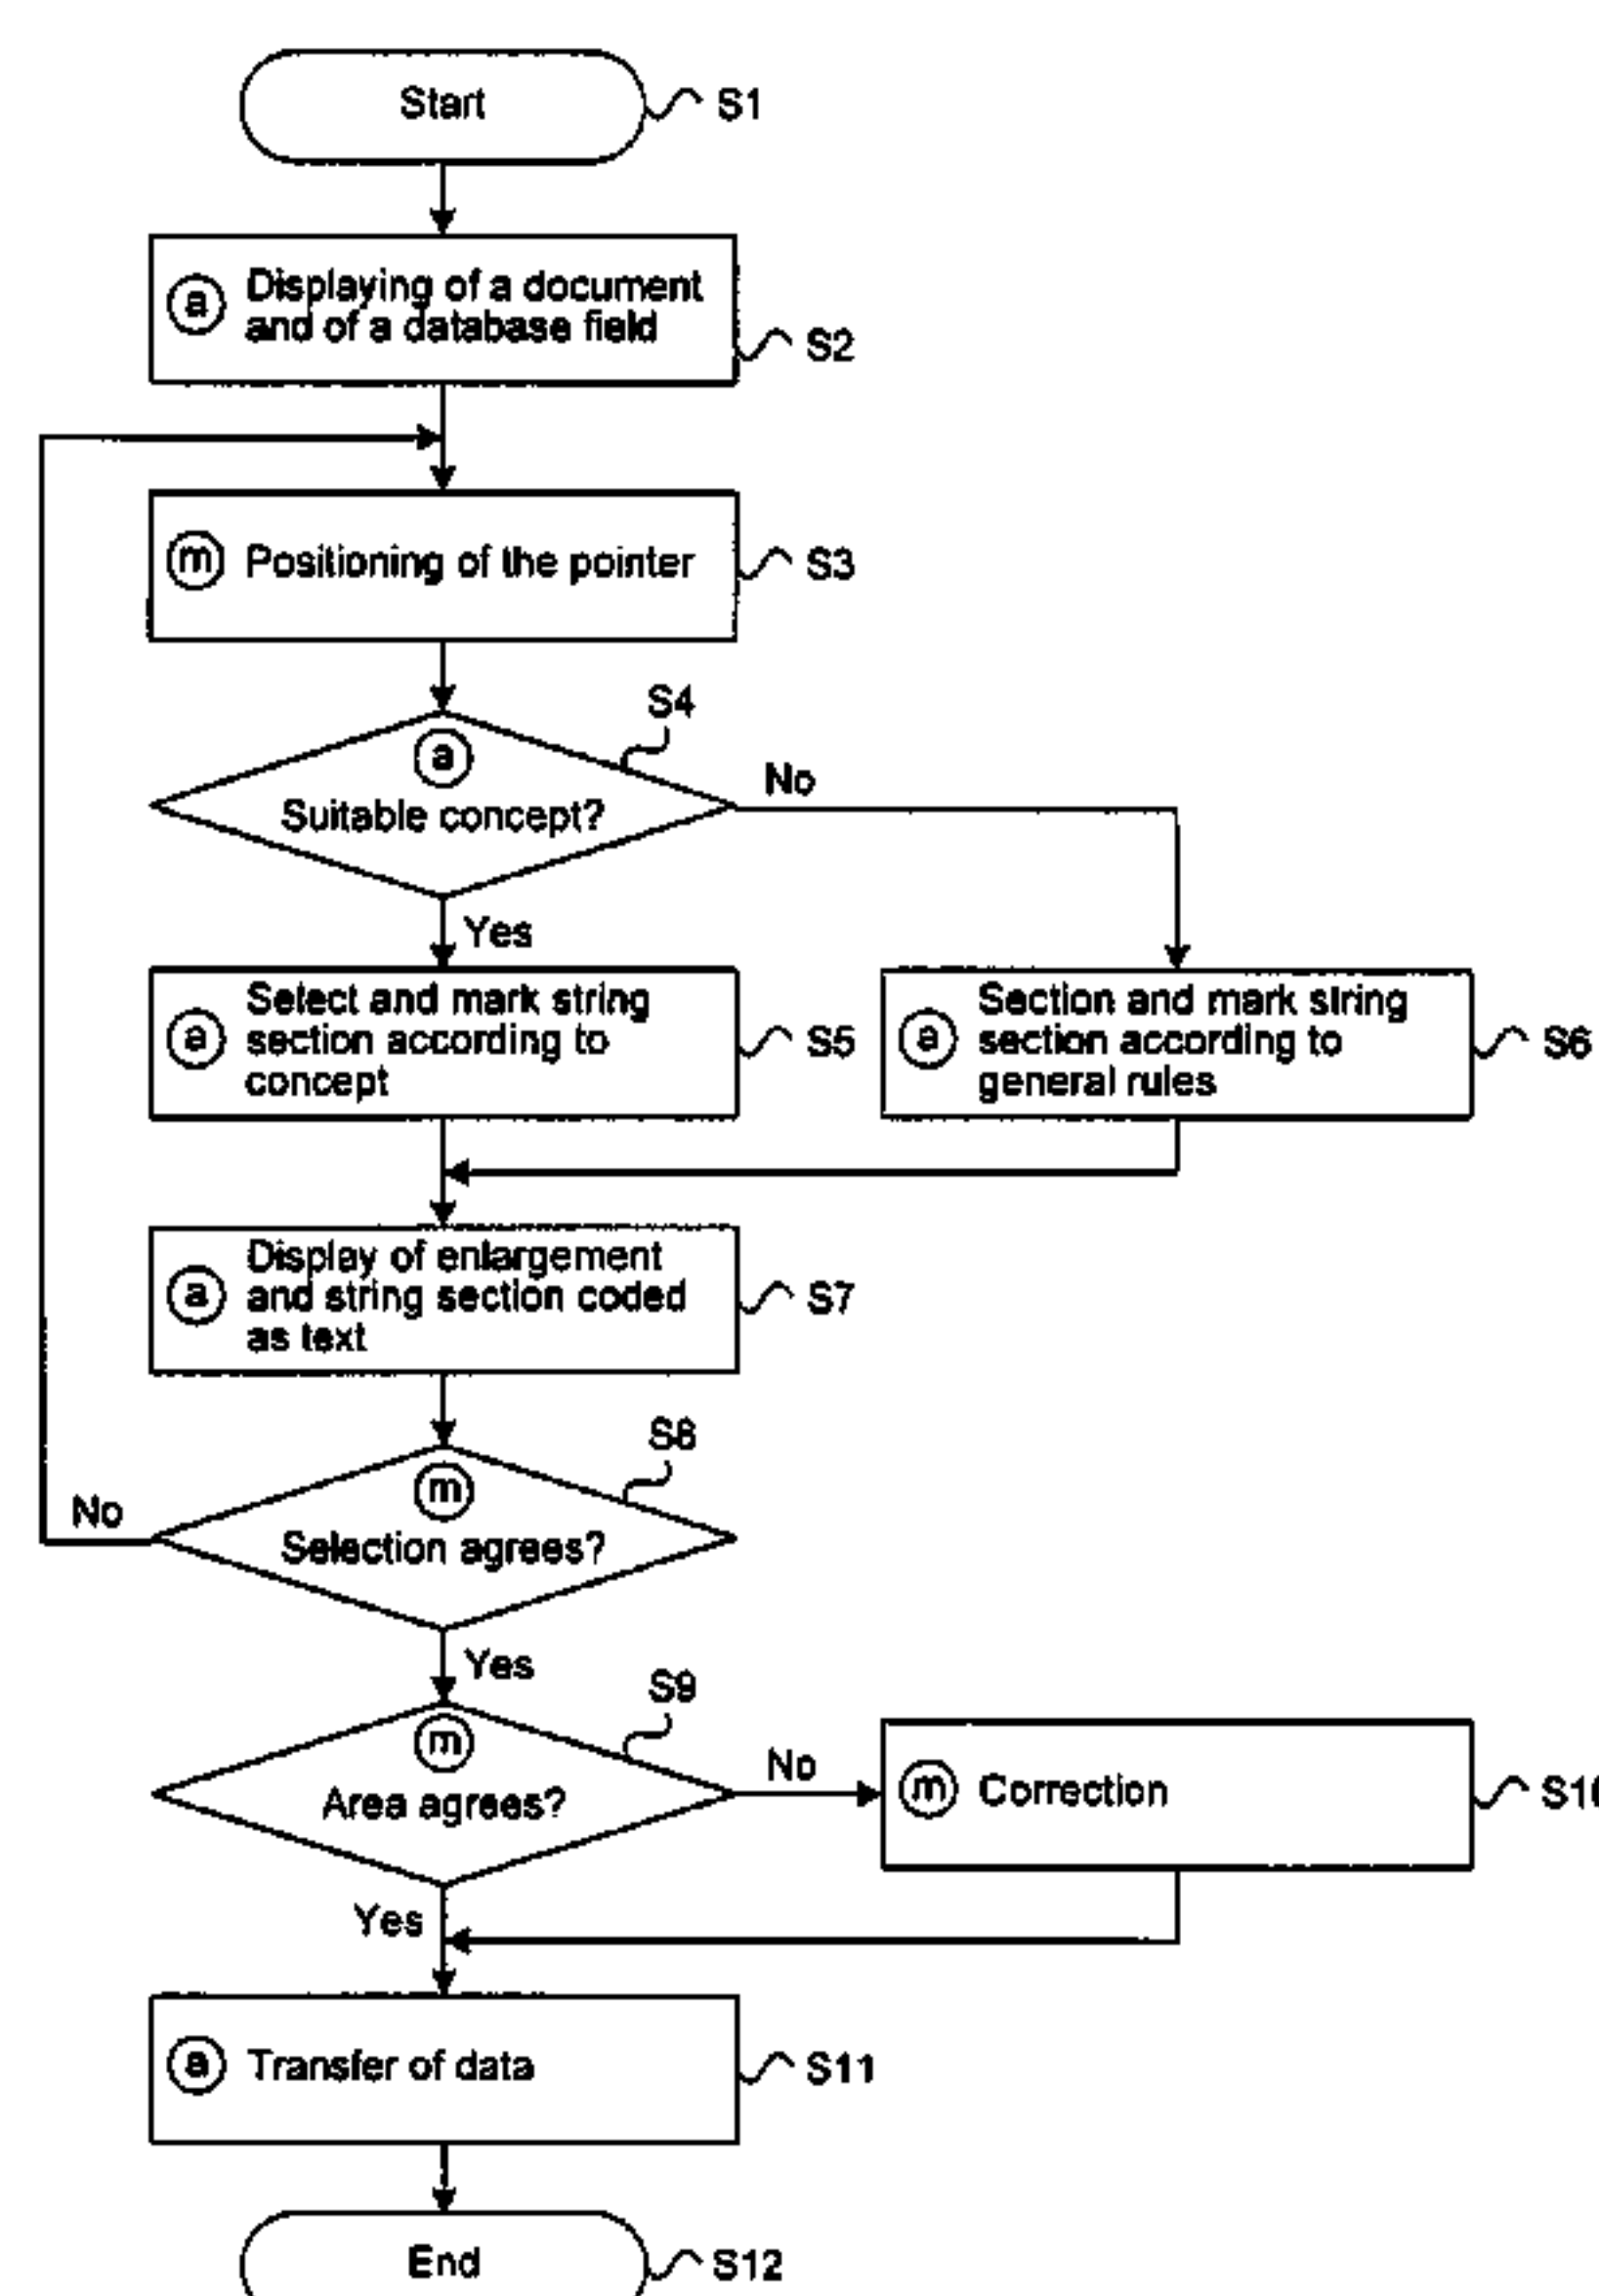 Start
S1
a
Displaying of a document
and of a database field
S2
m
Positioning of the pointer
S3
S4
a
Suitable concept?
No
Yes
a
Select and mark string
section according to
concept
S5
a
Section and mark string
section according to
general rules
S6
a
Display of enlargement
and string section coded
as text
S7
S8
m
Selection agrees?
No
Yes
S9
m
Area agrees?
No
m
Correction
S10
Yes
a
Transfer of data
S11
End
S12